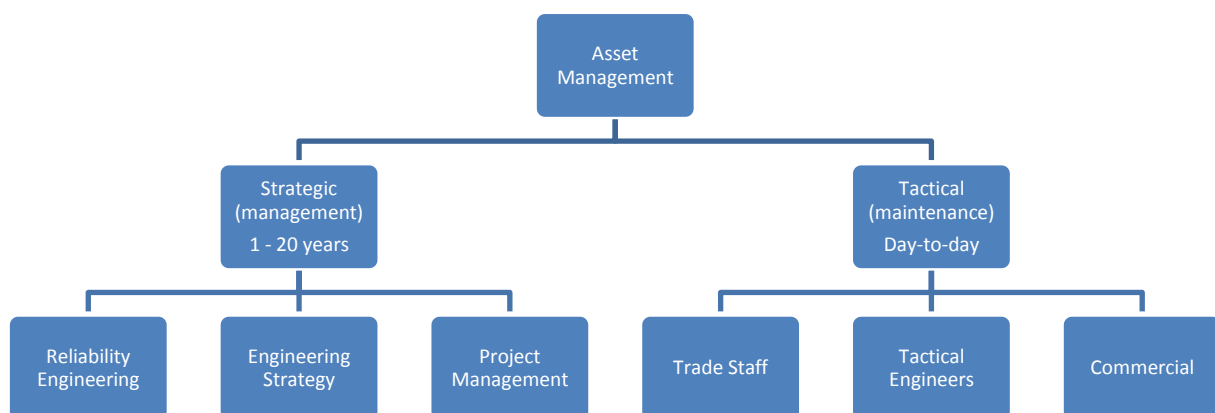 Asset
Management
Strategic
(management)
1 - 20 years
Tactical
(maintenance)
Day-to-day
Reliability
Engineering
Engineering
Strategy
Project
Management
Trade Staff
Tactical
Engineers
Commercial